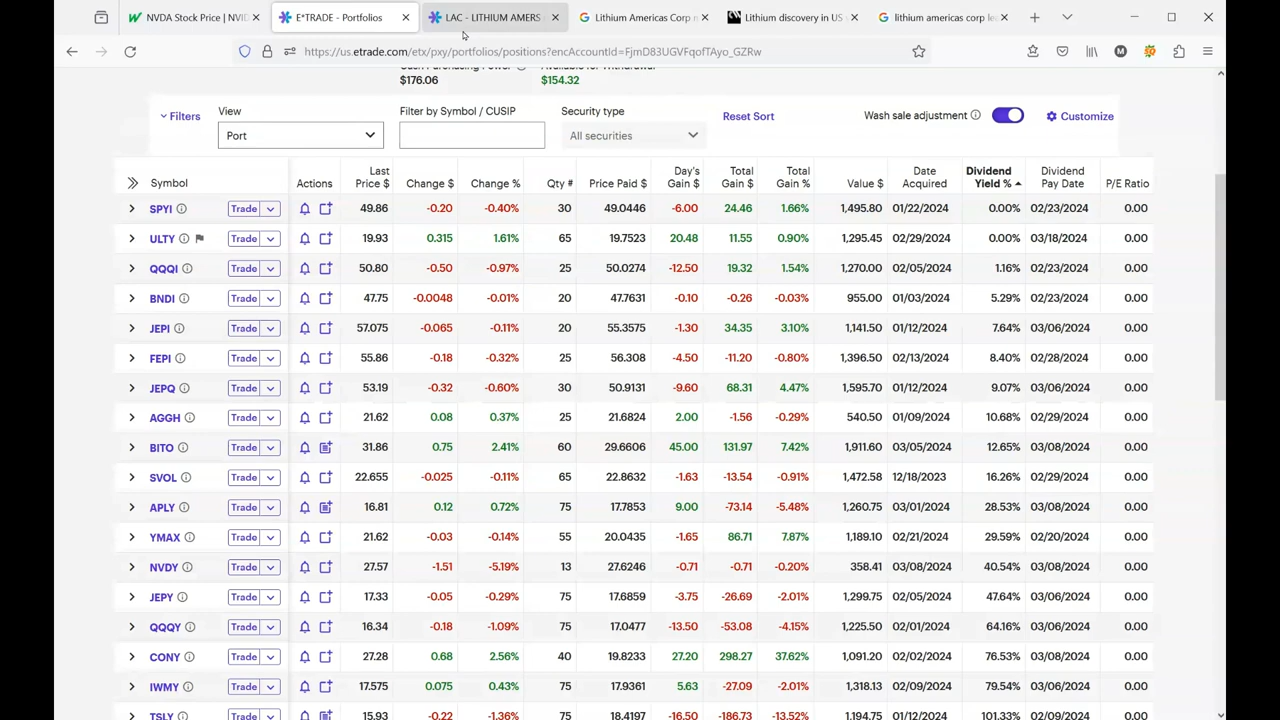 NVDA Stock Price | NVID
E*TRADE - Portfolios
LAC - LITHIUM AMERS
Lithium Americas Corp n
Lithium discovery in US
lithium americas corp le
https://us.etrade.com/etx/pxy/portfolios/positions?encAccountId=FjmD83UGVFqofTAyo_GZRw
$176.06 $154.32
Filters View Filter by Symbol / CUSIP Security type Wash sale adjustment Customize
Port All securities Reset Sort
Symbol Actions Last Price $ Change $ Change % Qty # Price Paid $ Day's Gain $ Total Gain $ Total Gain % Value $ Date Acquired Dividend Yield % Dividend Pay Date P/E Ratio
SPYI Trade 49.86 -0.20 -0.40% 30 49.0446 -6.00 24.46 1.66% 1,495.80 01/22/2024 0.00% 02/23/2024 0.00
ULTY Trade 19.93 0.315 1.61% 65 19.7523 20.48 11.55 0.90% 1,295.45 02/29/2024 0.00% 03/18/2024 0.00
QQQI Trade 50.80 -0.50 -0.97% 25 50.0274 -12.50 19.32 1.54% 1,270.00 02/05/2024 1.16% 02/23/2024 0.00
BNDI Trade 47.75 -0.0048 -0.01% 20 47.7631 -0.10 -0.26 -0.03% 955.00 01/03/2024 5.29% 03/06/2024 0.00
JEPI Trade 57.075 -0.065 -0.11% 20 55.3575 -1.30 34.35 3.10% 1,141.50 01/12/2024 7.64% 03/06/2024 0.00
FEPI Trade 55.86 -0.18 -0.32% 25 56.308 -4.50 -11.20 -0.80% 1,396.50 02/13/2024 8.40% 02/28/2024 0.00
JEPQ Trade 53.19 -0.32 -0.60% 30 50.9131 -9.60 68.31 4.47% 1,595.70 01/12/2024 9.07% 03/06/2024 0.00
AGGH Trade 21.62 0.08 0.37% 25 21.6824 2.00 -1.56 -0.29% 540.50 01/09/2024 10.68% 02/29/2024 0.00
BITO Trade 31.86 0.75 2.41% 60 29.6606 45.00 131.97 7.42% 1,911.60 03/05/2024 12.65% 03/08/2024 0.00
SVOL Trade 22.655 -0.025 -0.11% 65 22.8632 -1.63 -13.54 -0.91% 1,472.58 12/18/2023 16.26% 02/29/2024 0.00
APLY Trade 16.81 0.12 0.72% 75 17.7853 9.00 -73.14 -5.48% 1,260.75 03/01/2024 28.53% 03/08/2024 0.00
YMAX Trade 21.62 -0.03 -0.14% 55 20.0435 -1.65 86.71 7.87% 1,189.10 02/21/2024 29.59% 02/20/2024 0.00
NVDY Trade 27.57 -1.51 -5.19% 13 27.6246 -0.71 -0.71 -0.20% 358.41 03/08/2024 40.54% 03/08/2024 0.00
JEPY Trade 17.33 -0.05 -0.29% 75 17.6859 -3.75 -26.69 -2.01% 1,299.75 02/05/2024 47.64% 03/06/2024 0.00
QQQY Trade 16.34 -0.18 -1.09% 75 17.0477 -13.50 -53.08 -4.15% 1,225.50 02/01/2024 64.16% 03/06/2024 0.00
CONY Trade 27.28 0.68 2.56% 40 19.8233 27.20 298.27 37.62% 1,091.20 02/02/2024 76.53% 03/08/2024 0.00
IWMY Trade 17.575 0.075 0.43% 75 17.9361 5.63 -27.09 -2.01% 1,318.13 02/09/2024 79.54% 03/06/2024 0.00
TSLY Trade 15.93 -0.22 -1.36% 75 18.4197 -16.50 -186.73 -13.52% 1,194.75 01/12/2024 101.33% 03/08/2024 0.00